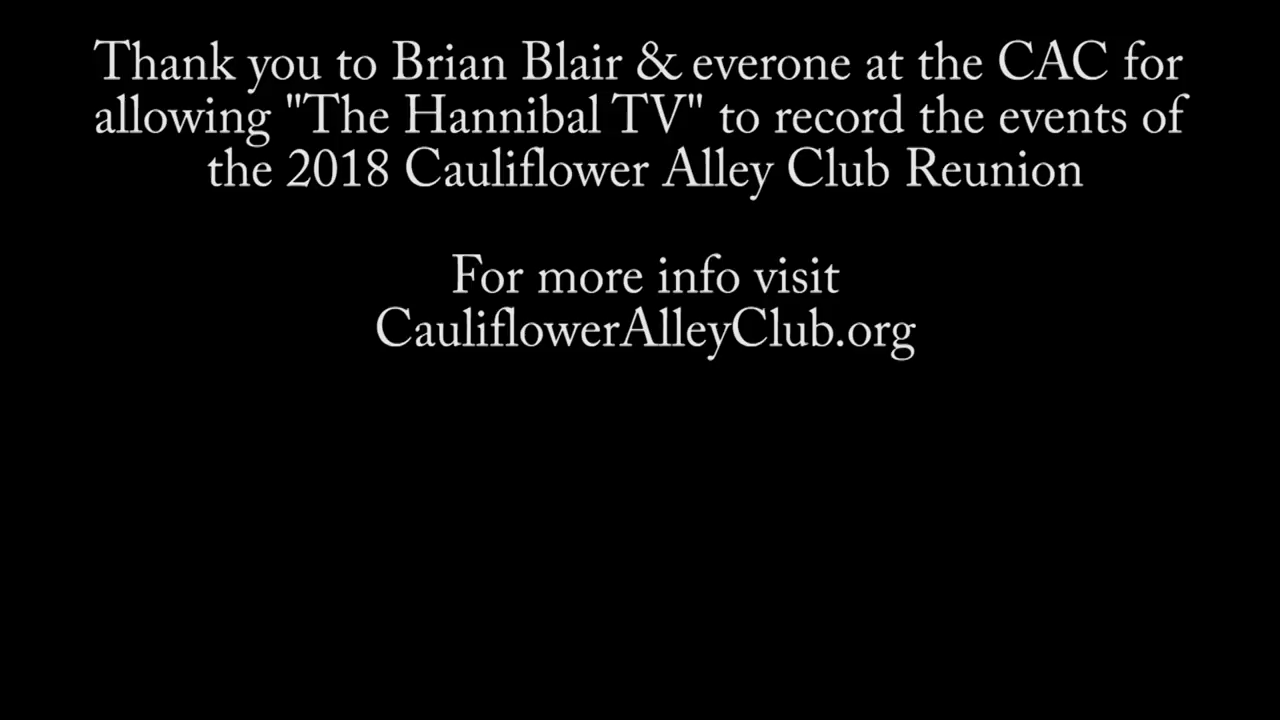 Thank you to Brian Blair & everone at the CAC for
allowing "The Hannibal TV" to record the events of
the 2018 Cauliflower Alley Club Reunion
For more info visit
CauliflowerAlleyClub.org